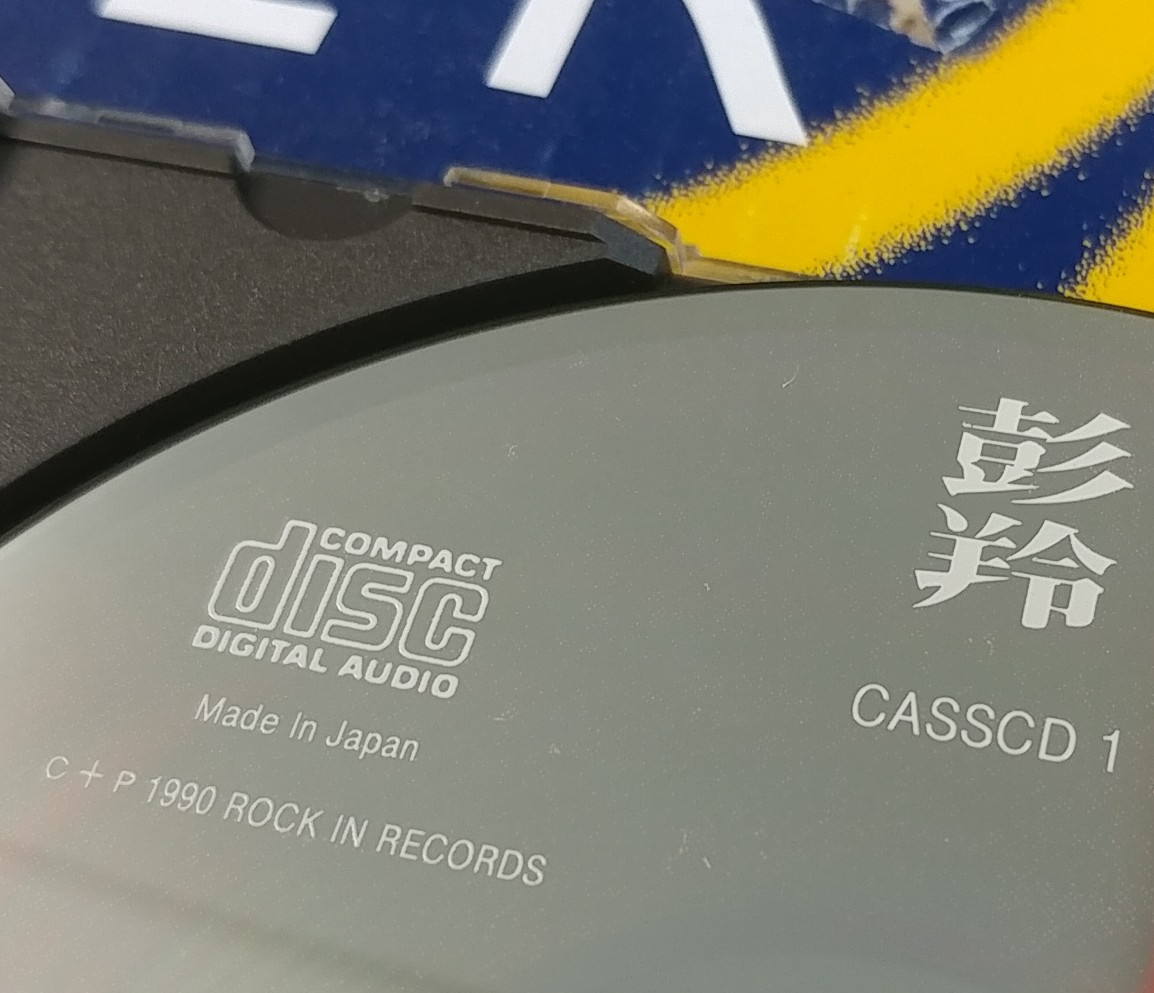 彭
羚
COMPACT
disc
DIGITAL AUDIO
Made In Japan
C + P 1990 ROCK IN RECORDS
CASSCD 1